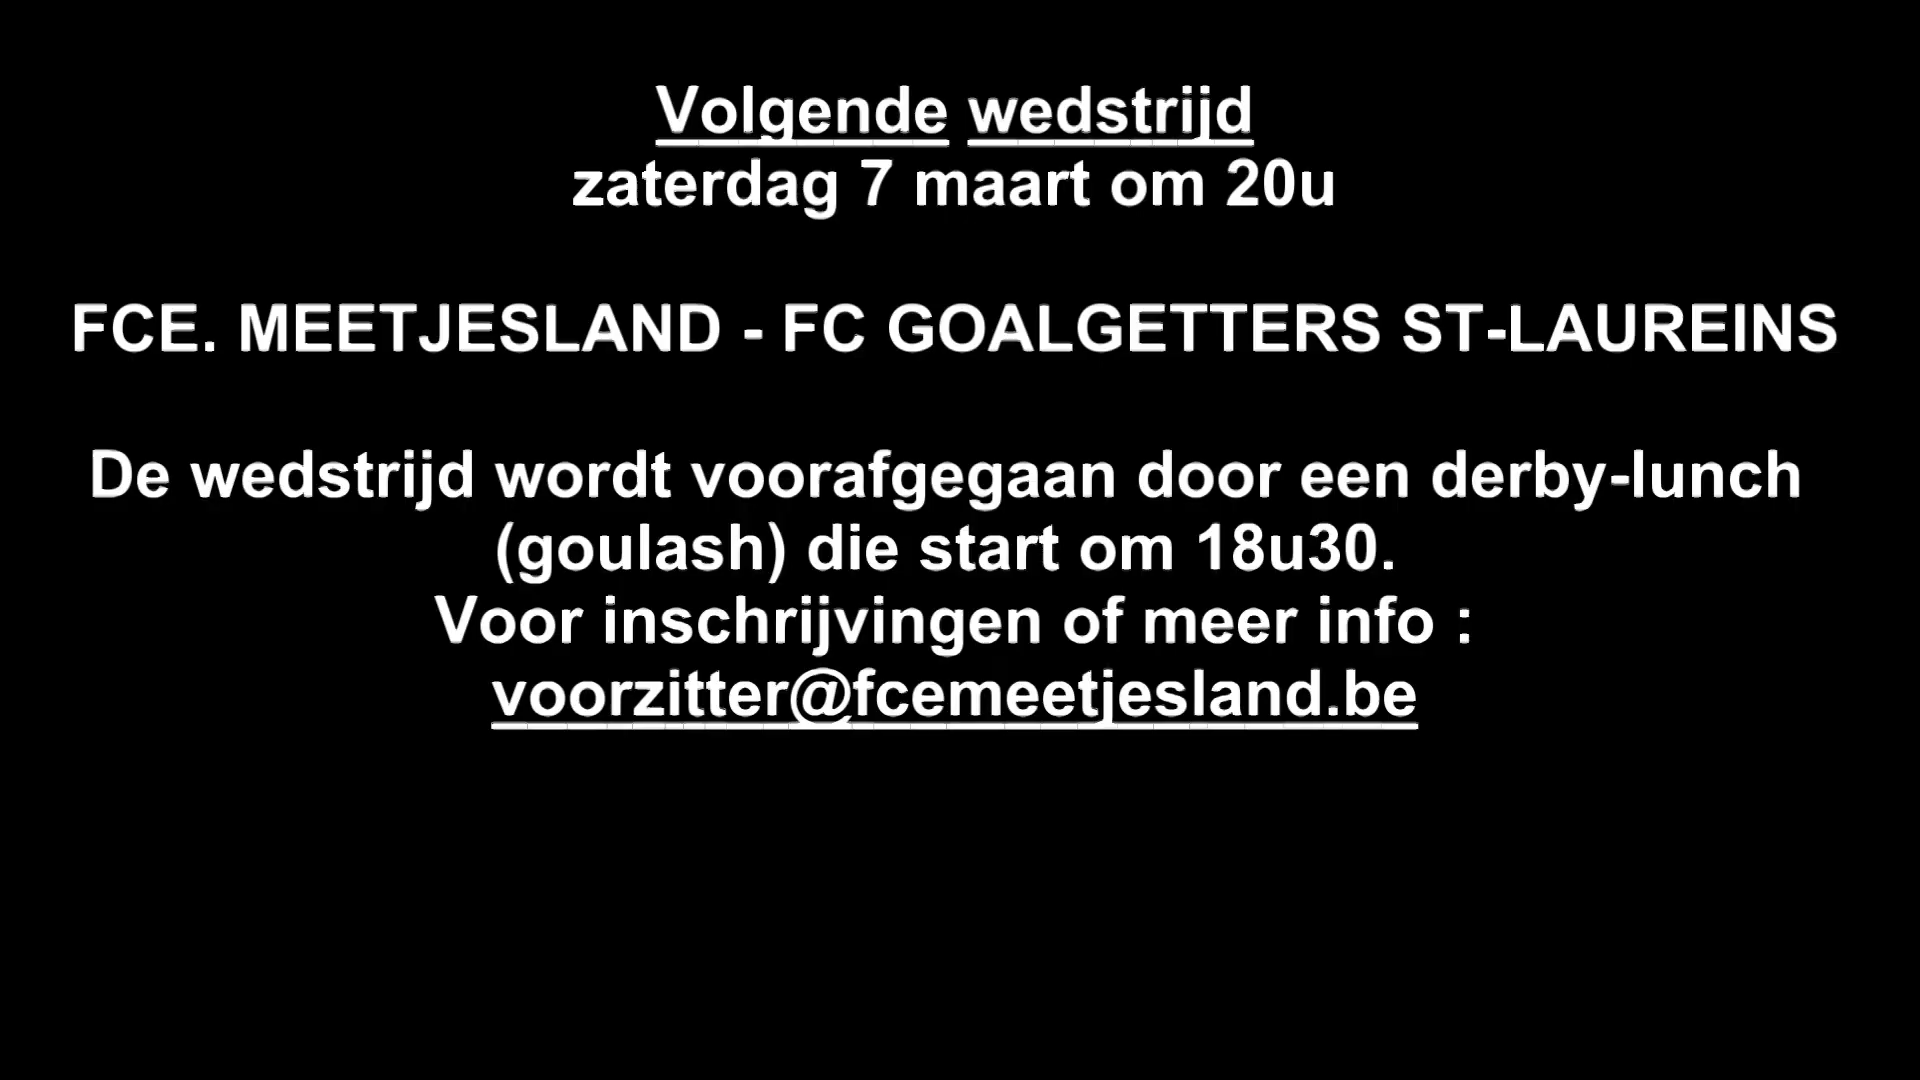 Volgende wedstrijd
zaterdag 7 maart om 20u
FCE. MEETJESLAND - FC GOALGETTERS ST-LAUREINS
De wedstrijd wordt voorafgegaan door een derby-lunch
(goulash) die start om 18u30.
Voor inschrijvingen of meer info :
voorzitter@fcemeetjesland.be